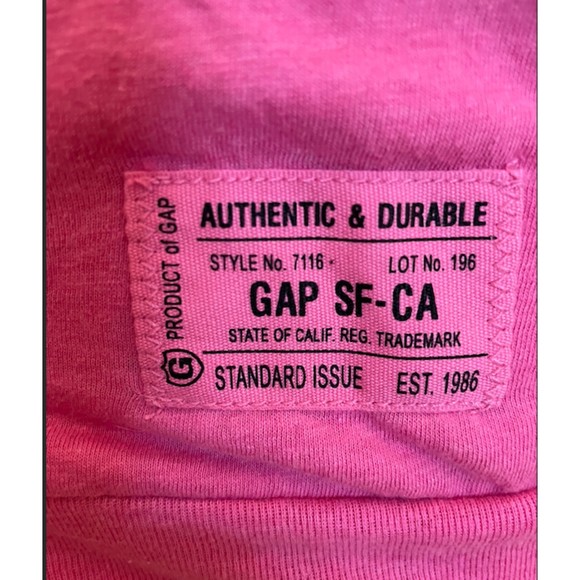 AUTHENTIC & DURABLE
STYLE No. 7116
LOT No. 196
GAP SF-CA
STATE OF CALIF. REG. TRADEMARK
STANDARD ISSUE
EST. 1986
PRODUCT of GAP
G